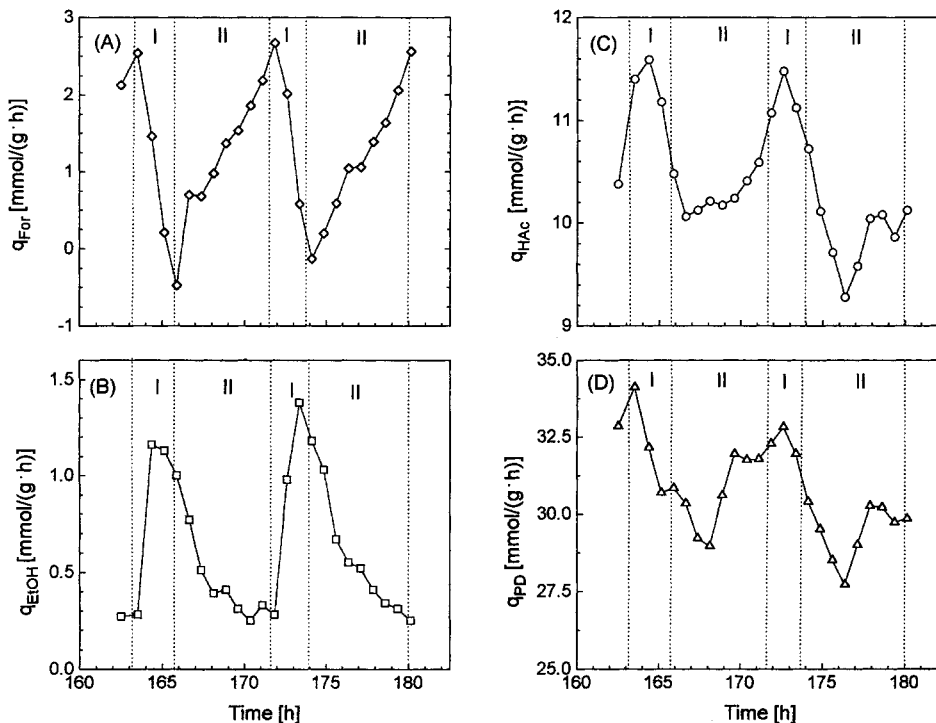 (A)
I
II
I
II
q_For [mmol/(g·h)]
3
2
1
0
-1
(C)
I
II
I
II
q_HAc [mmol/(g·h)]
12
11
10
9
(B)
I
II
I
II
q_EtOH [mmol/(g·h)]
1.5
1.0
0.5
0.0
160
165
170
175
180
Time [h]
(D)
I
II
I
II
q_PD [mmol/(g·h)]
35.0
32.5
30.0
27.5
25.0
160
165
170
175
180
Time [h]